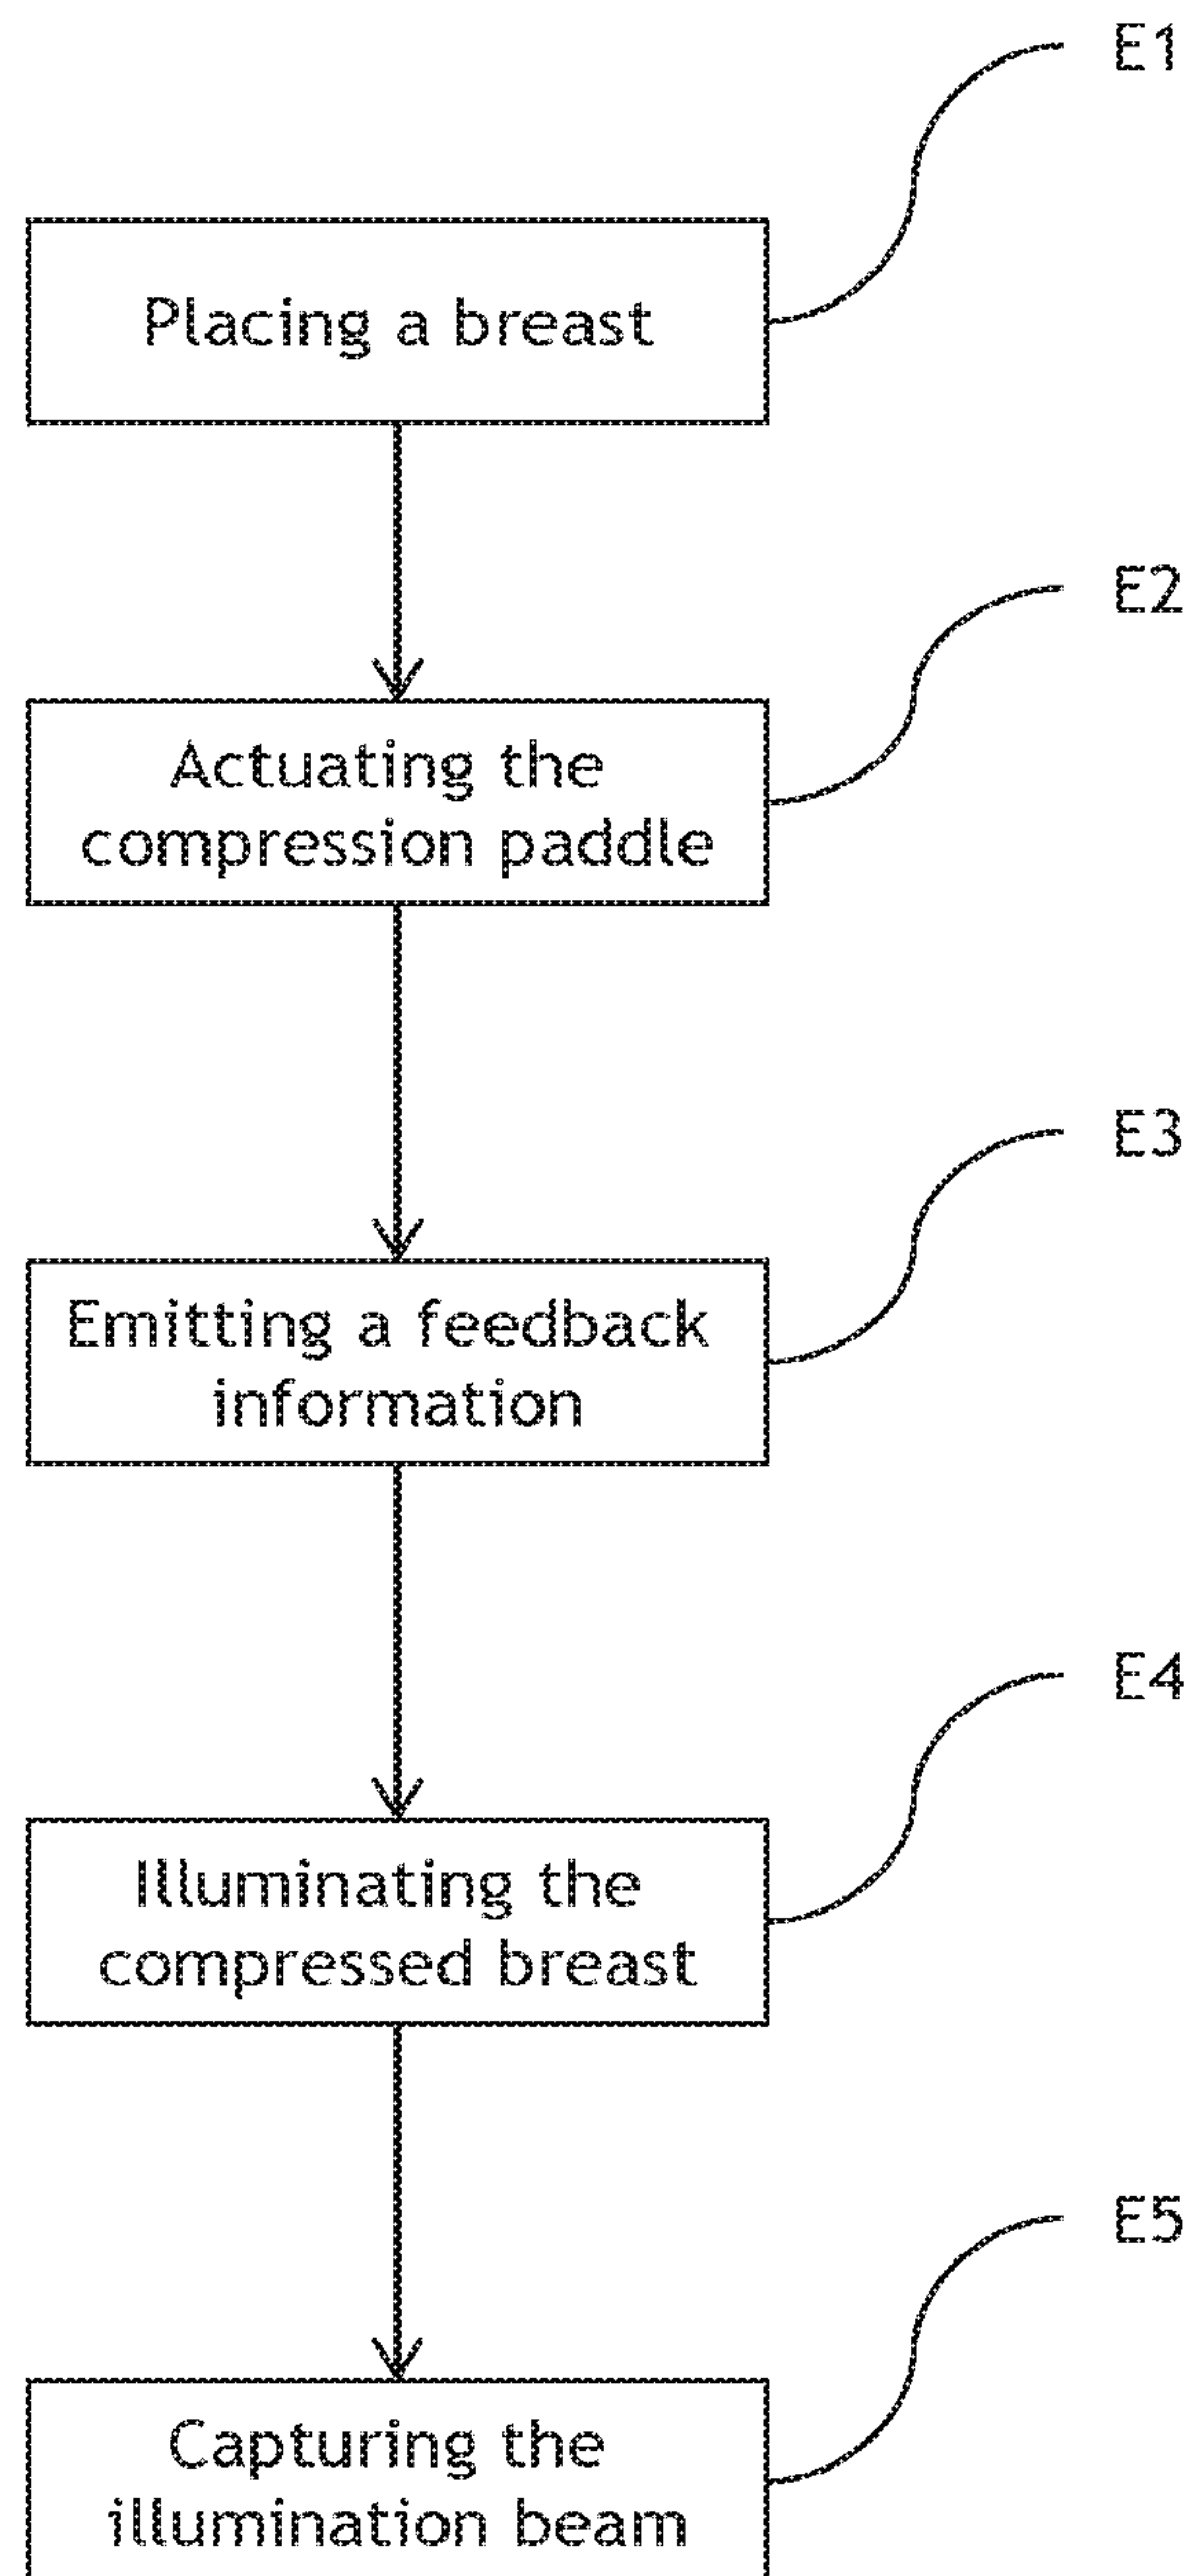 E1
Placing a breast
E2
Actuating the
compression paddle
E3
Emitting a feedback
information
E4
Illuminating the
compressed breast
E5
Capturing the
illumination beam